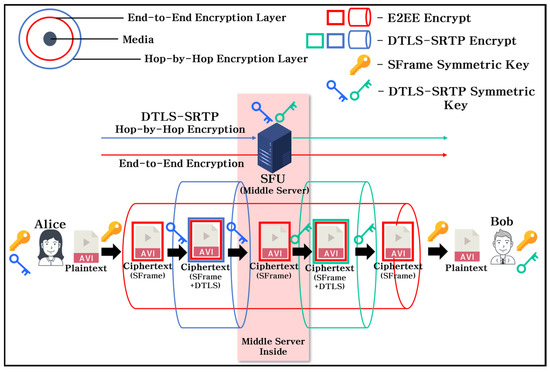 End-to-End Encryption Layer
Media
Hop-by-Hop Encryption Layer
- E2EE Encrypt
- DTLS-SRTP Encrypt
- SFrame Symmetric Key
- DTLS-SRTP Symmetric
Key
DTLS-SRTP
Hop-by-Hop Encryption
End-to-End Encryption
SFU
(Middle Server)
Alice
Bob
AVI
AVI
AVI
AVI
AVI
AVI
AVI
Plaintext
Ciphertext
(SFrame)
Ciphertext
(SFrame
+DTLS)
Ciphertext
(SFrame)
Ciphertext
(SFrame
+DTLS)
Ciphertext
(SFrame)
Plaintext
Middle Server
Inside